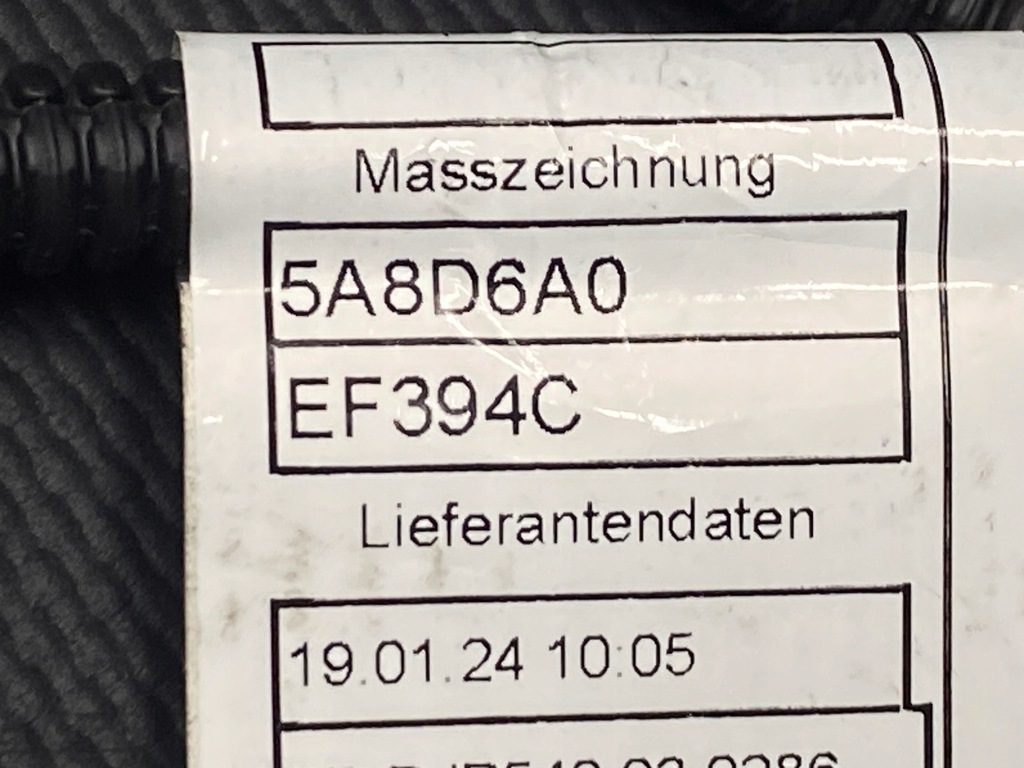 Masszeichnung
5A8D6A0
EF394C
Lieferantendaten
19.01.24 10:05